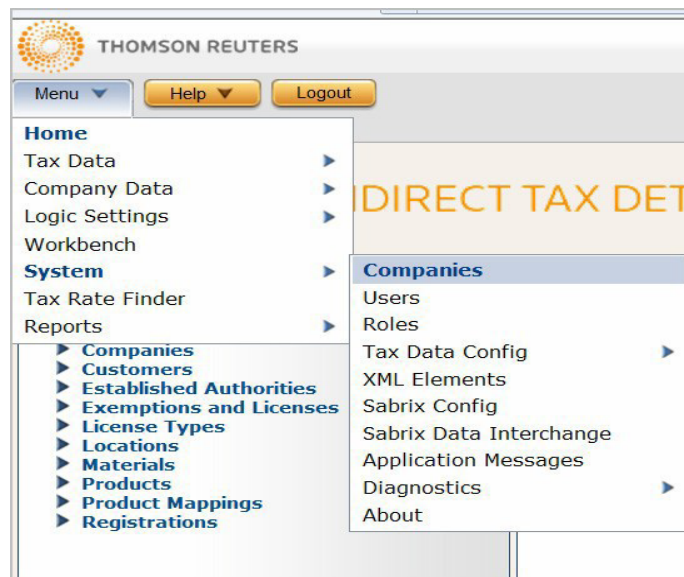 THOMSON REUTERS
Menu Help Logout
Home
Tax Data
Company Data
Logic Settings
Workbench
System
Tax Rate Finder
Reports
INDIRECT TAX DET
Companies
Users
Roles
Tax Data Config
XML Elements
Sabrix Config
Sabrix Data Interchange
Application Messages
Diagnostics
About
Companies
Customers
Established Authorities
Exemptions and Licenses
License Types
Locations
Materials
Products
Product Mappings
Registrations